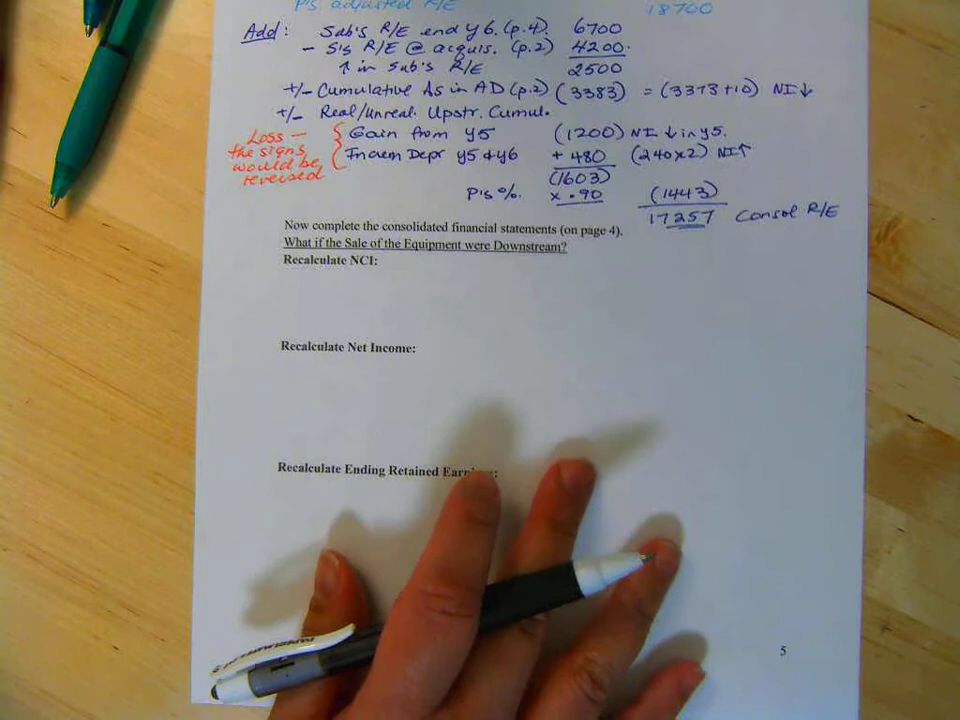 P's adjusted R/E 18700
Add: Sub's R/E end y6. (p.4). 6700
- S's R/E @ acquis. (p.2) 4200.
↑ in Sub's R/E 2500
+/- Cumulative As in AD (p.2) (3383) = (3373+10) NI↓
+/- Real/Unreal. Upstr. Cumul.
Loss — { Gain from y5 (1200) NI ↓ in y5.
the signs would be reversed { Increm Depr y5 & y6 + 480 (240x2) NI↑
(1603)
P's %. x .90 (1443)
17257 Consol R/E
Now complete the consolidated financial statements (on page 4).
What if the Sale of the Equipment were Downstream?
Recalculate NCI:
Recalculate Net Income:
Recalculate Ending Retained
5